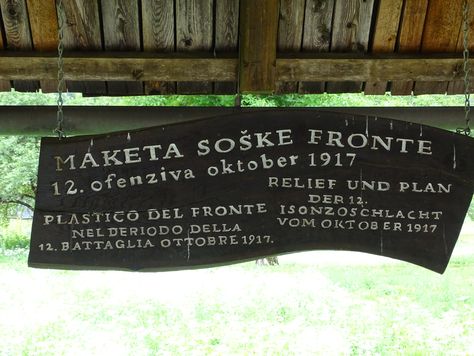 MAKETA SOŠKE FRONTE
12. ofenziva oktober 1917
PLASTICO DEL FRONTE
NEL DERIODO DELLA
12. BATTAGLIA OTTOBRE 1917.
RELIEF UND PLAN
DER 12.
ISONZOSCHLACHT
VOM OKTOBER 1917